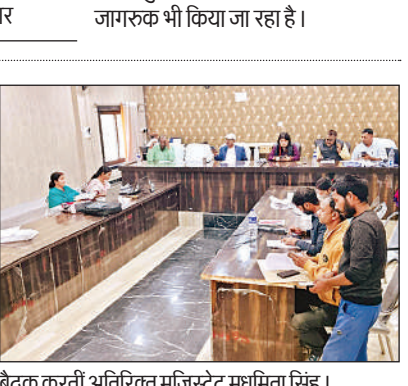 र
जागरुक भी किया जा रहा है।
बैठक करतीं अतिरिक्त मजिस्ट्रेट मधुमिता सिंह।